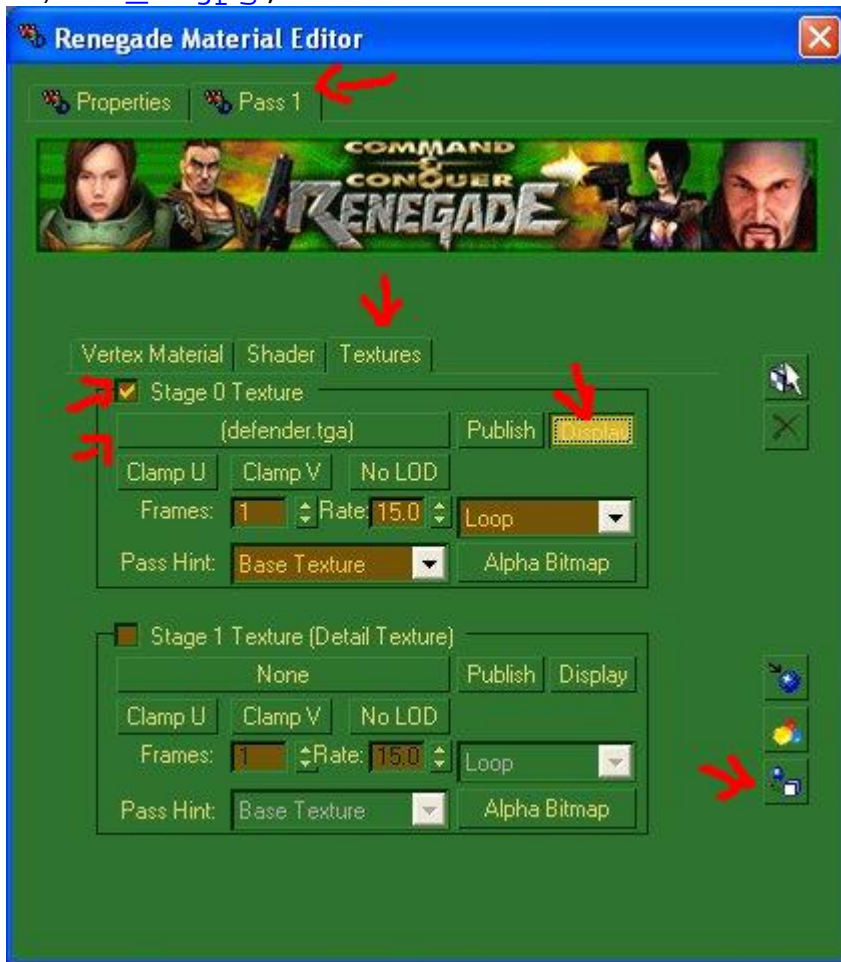 Renegade Material Editor
Properties Pass 1
COMMAND
&
CONQUER
RENEGADE
Vertex Material Shader Textures
Stage 0 Texture
(defender.tga) Publish Display
Clamp U Clamp V No LOD
Frames: 1 Rate: 15.0 Loop
Pass Hint: Base Texture Alpha Bitmap
Stage 1 Texture (Detail Texture)
None Publish Display
Clamp U Clamp V No LOD
Frames: 1 Rate: 15.0 Loop
Pass Hint: Base Texture Alpha Bitmap